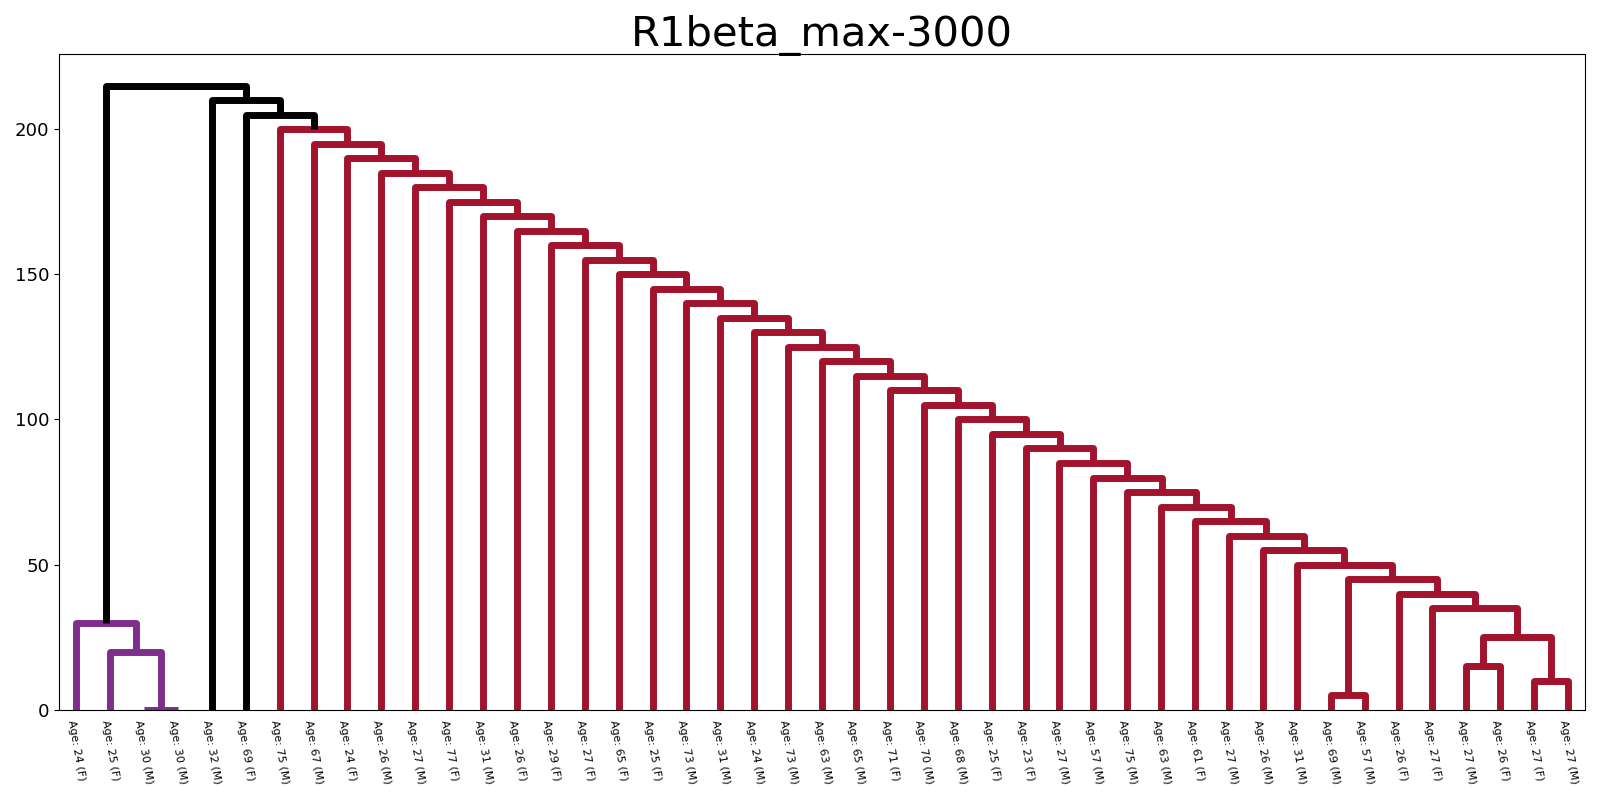 R1beta_max-3000
200
150
100
50
0
Age: 24 (F)
Age: 25 (F)
Age: 30 (M)
Age: 30 (M)
Age: 32 (M)
Age: 69 (F)
Age: 75 (M)
Age: 67 (M)
Age: 24 (F)
Age: 26 (M)
Age: 27 (M)
Age: 77 (F)
Age: 31 (M)
Age: 26 (F)
Age: 29 (F)
Age: 27 (F)
Age: 65 (F)
Age: 25 (F)
Age: 73 (M)
Age: 31 (M)
Age: 24 (M)
Age: 73 (M)
Age: 63 (M)
Age: 65 (M)
Age: 71 (F)
Age: 70 (M)
Age: 68 (M)
Age: 25 (F)
Age: 23 (F)
Age: 27 (M)
Age: 57 (M)
Age: 75 (M)
Age: 63 (M)
Age: 61 (F)
Age: 27 (M)
Age: 26 (M)
Age: 31 (M)
Age: 69 (M)
Age: 57 (M)
Age: 26 (F)
Age: 27 (F)
Age: 27 (M)
Age: 26 (F)
Age: 27 (F)
Age: 27 (M)